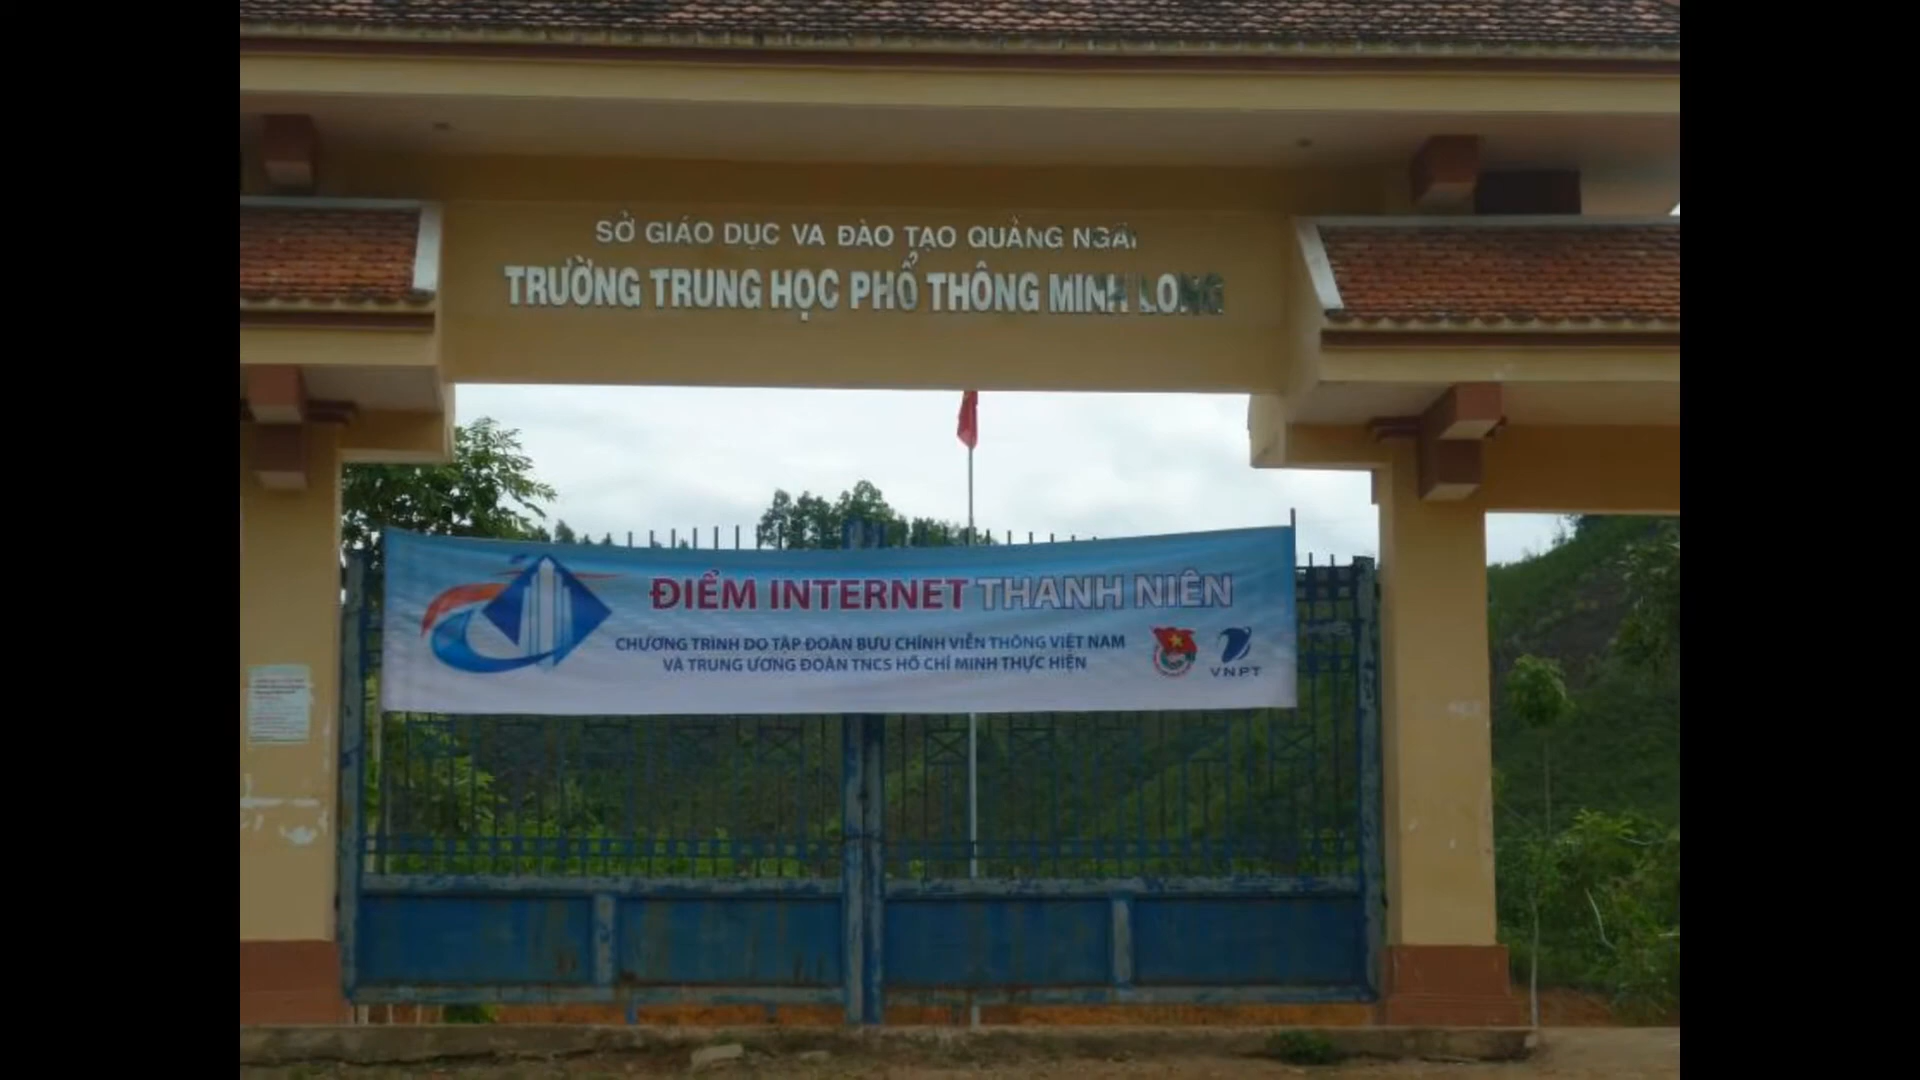 SỞ GIÁO DỤC VA ĐÀO TẠO QUẢNG NGÃI
TRƯỜNG TRUNG HỌC PHỔ THÔNG MINH LONG
ĐIỂM INTERNET THANH NIÊN
CHƯƠNG TRÌNH DO TẬP ĐOÀN BƯU CHÍNH VIỄN THÔNG VIỆT NAM
VÀ TRUNG ƯƠNG ĐOÀN TNCS HỒ CHÍ MINH THỰC HIỆN
VNPT